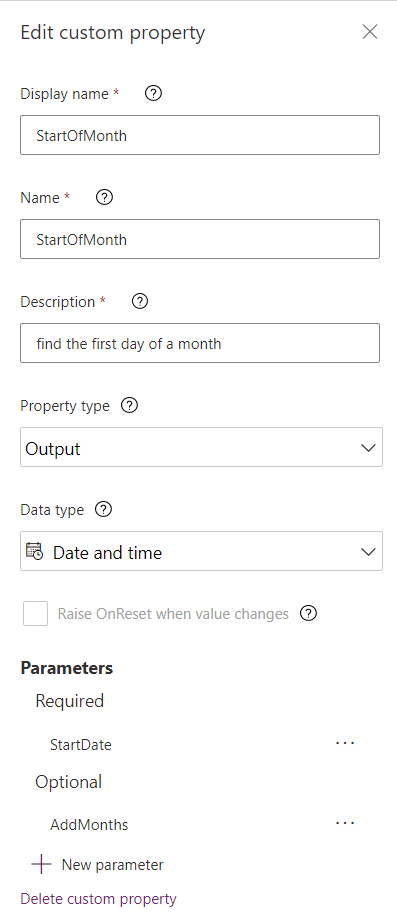 Edit custom property
Display name *
StartOfMonth
Name *
StartOfMonth
Description *
find the first day of a month
Property type
Output
Data type
Date and time
Raise OnReset when value changes
Parameters
Required
StartDate
Optional
AddMonths
New parameter
Delete custom property